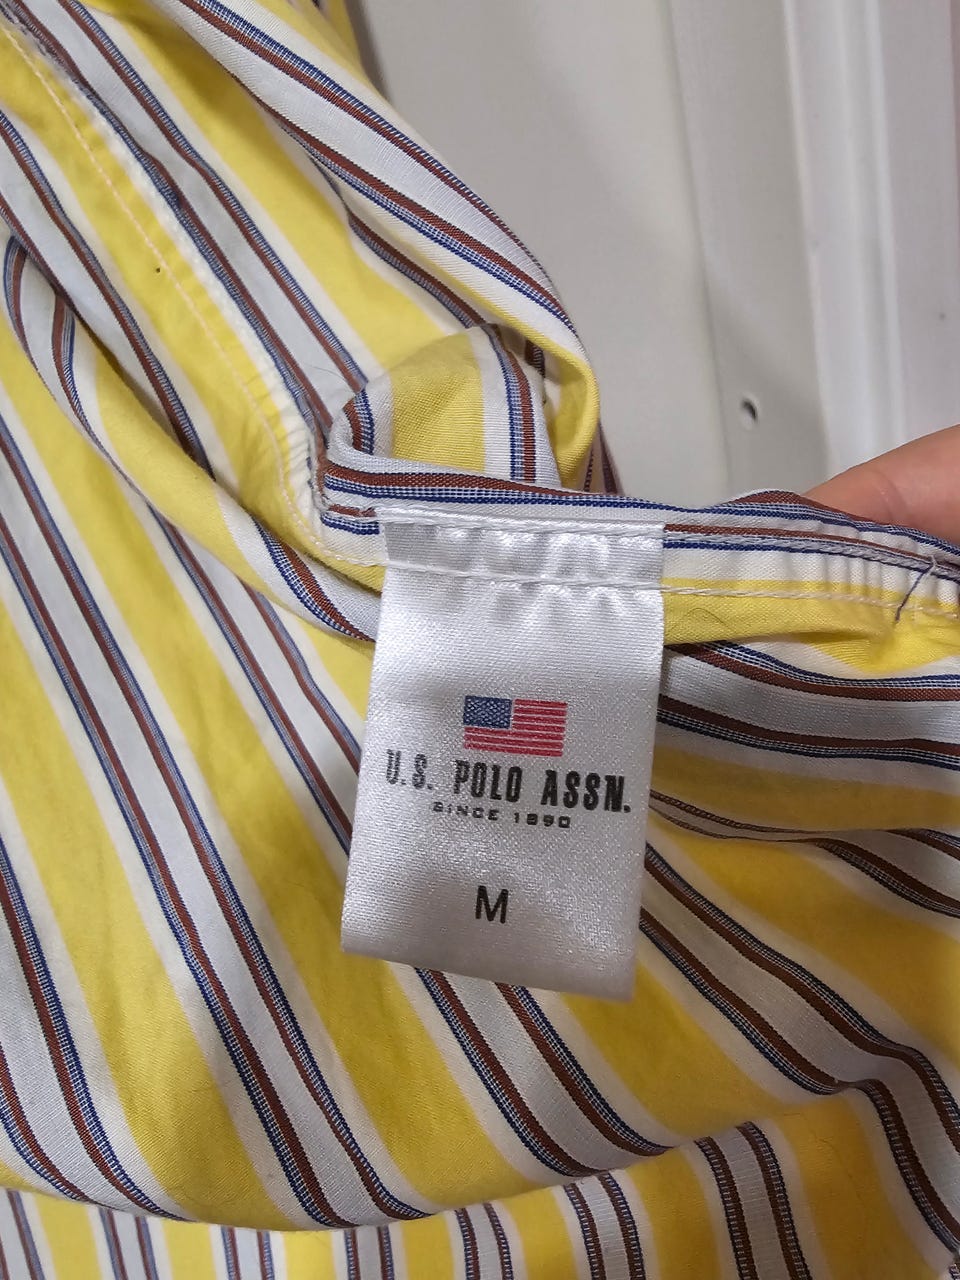 U.S. POLO ASSN.
SINCE 1890
M